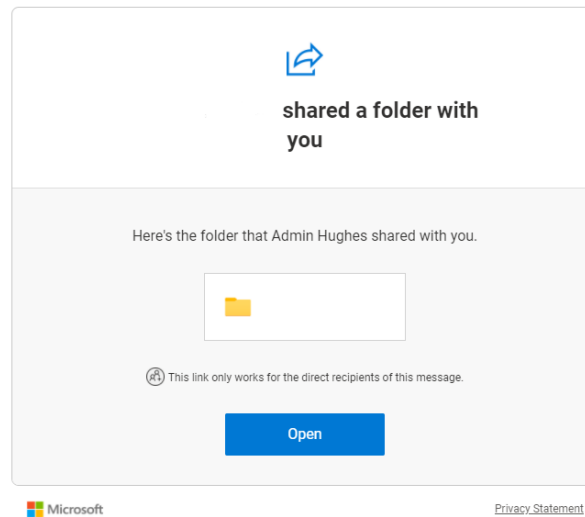 shared a folder with
you
Here's the folder that Admin Hughes shared with you.
This link only works for the direct recipients of this message.
Open
Microsoft
Privacy Statement